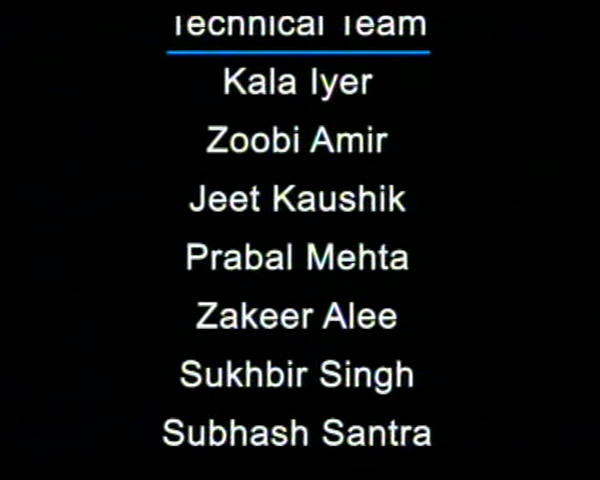 Technical Team
Kala Iyer
Zoobi Amir
Jeet Kaushik
Prabal Mehta
Zakeer Alee
Sukhbir Singh
Subhash Santra